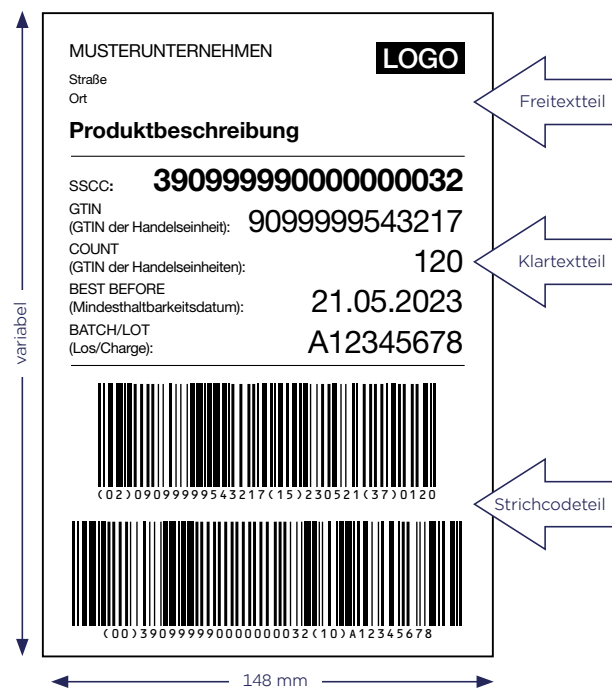 MUSTERUNTERNEHMEN
LOGO
Straße
Ort
Produktbeschreibung
Freitextteil
SSCC: 390999990000000032
GTIN
(GTIN der Handelseinheit): 9099999543217
COUNT
(GTIN der Handelseinheiten): 120
Klartextteil
BEST BEFORE
(Mindesthaltbarkeitsdatum): 21.05.2023
BATCH/LOT
(Los/Charge): A12345678
variabel
(02)09099999543217(15)230521(37)0120
Strichcodeteil
(00)390999990000000032(10)A12345678
148 mm